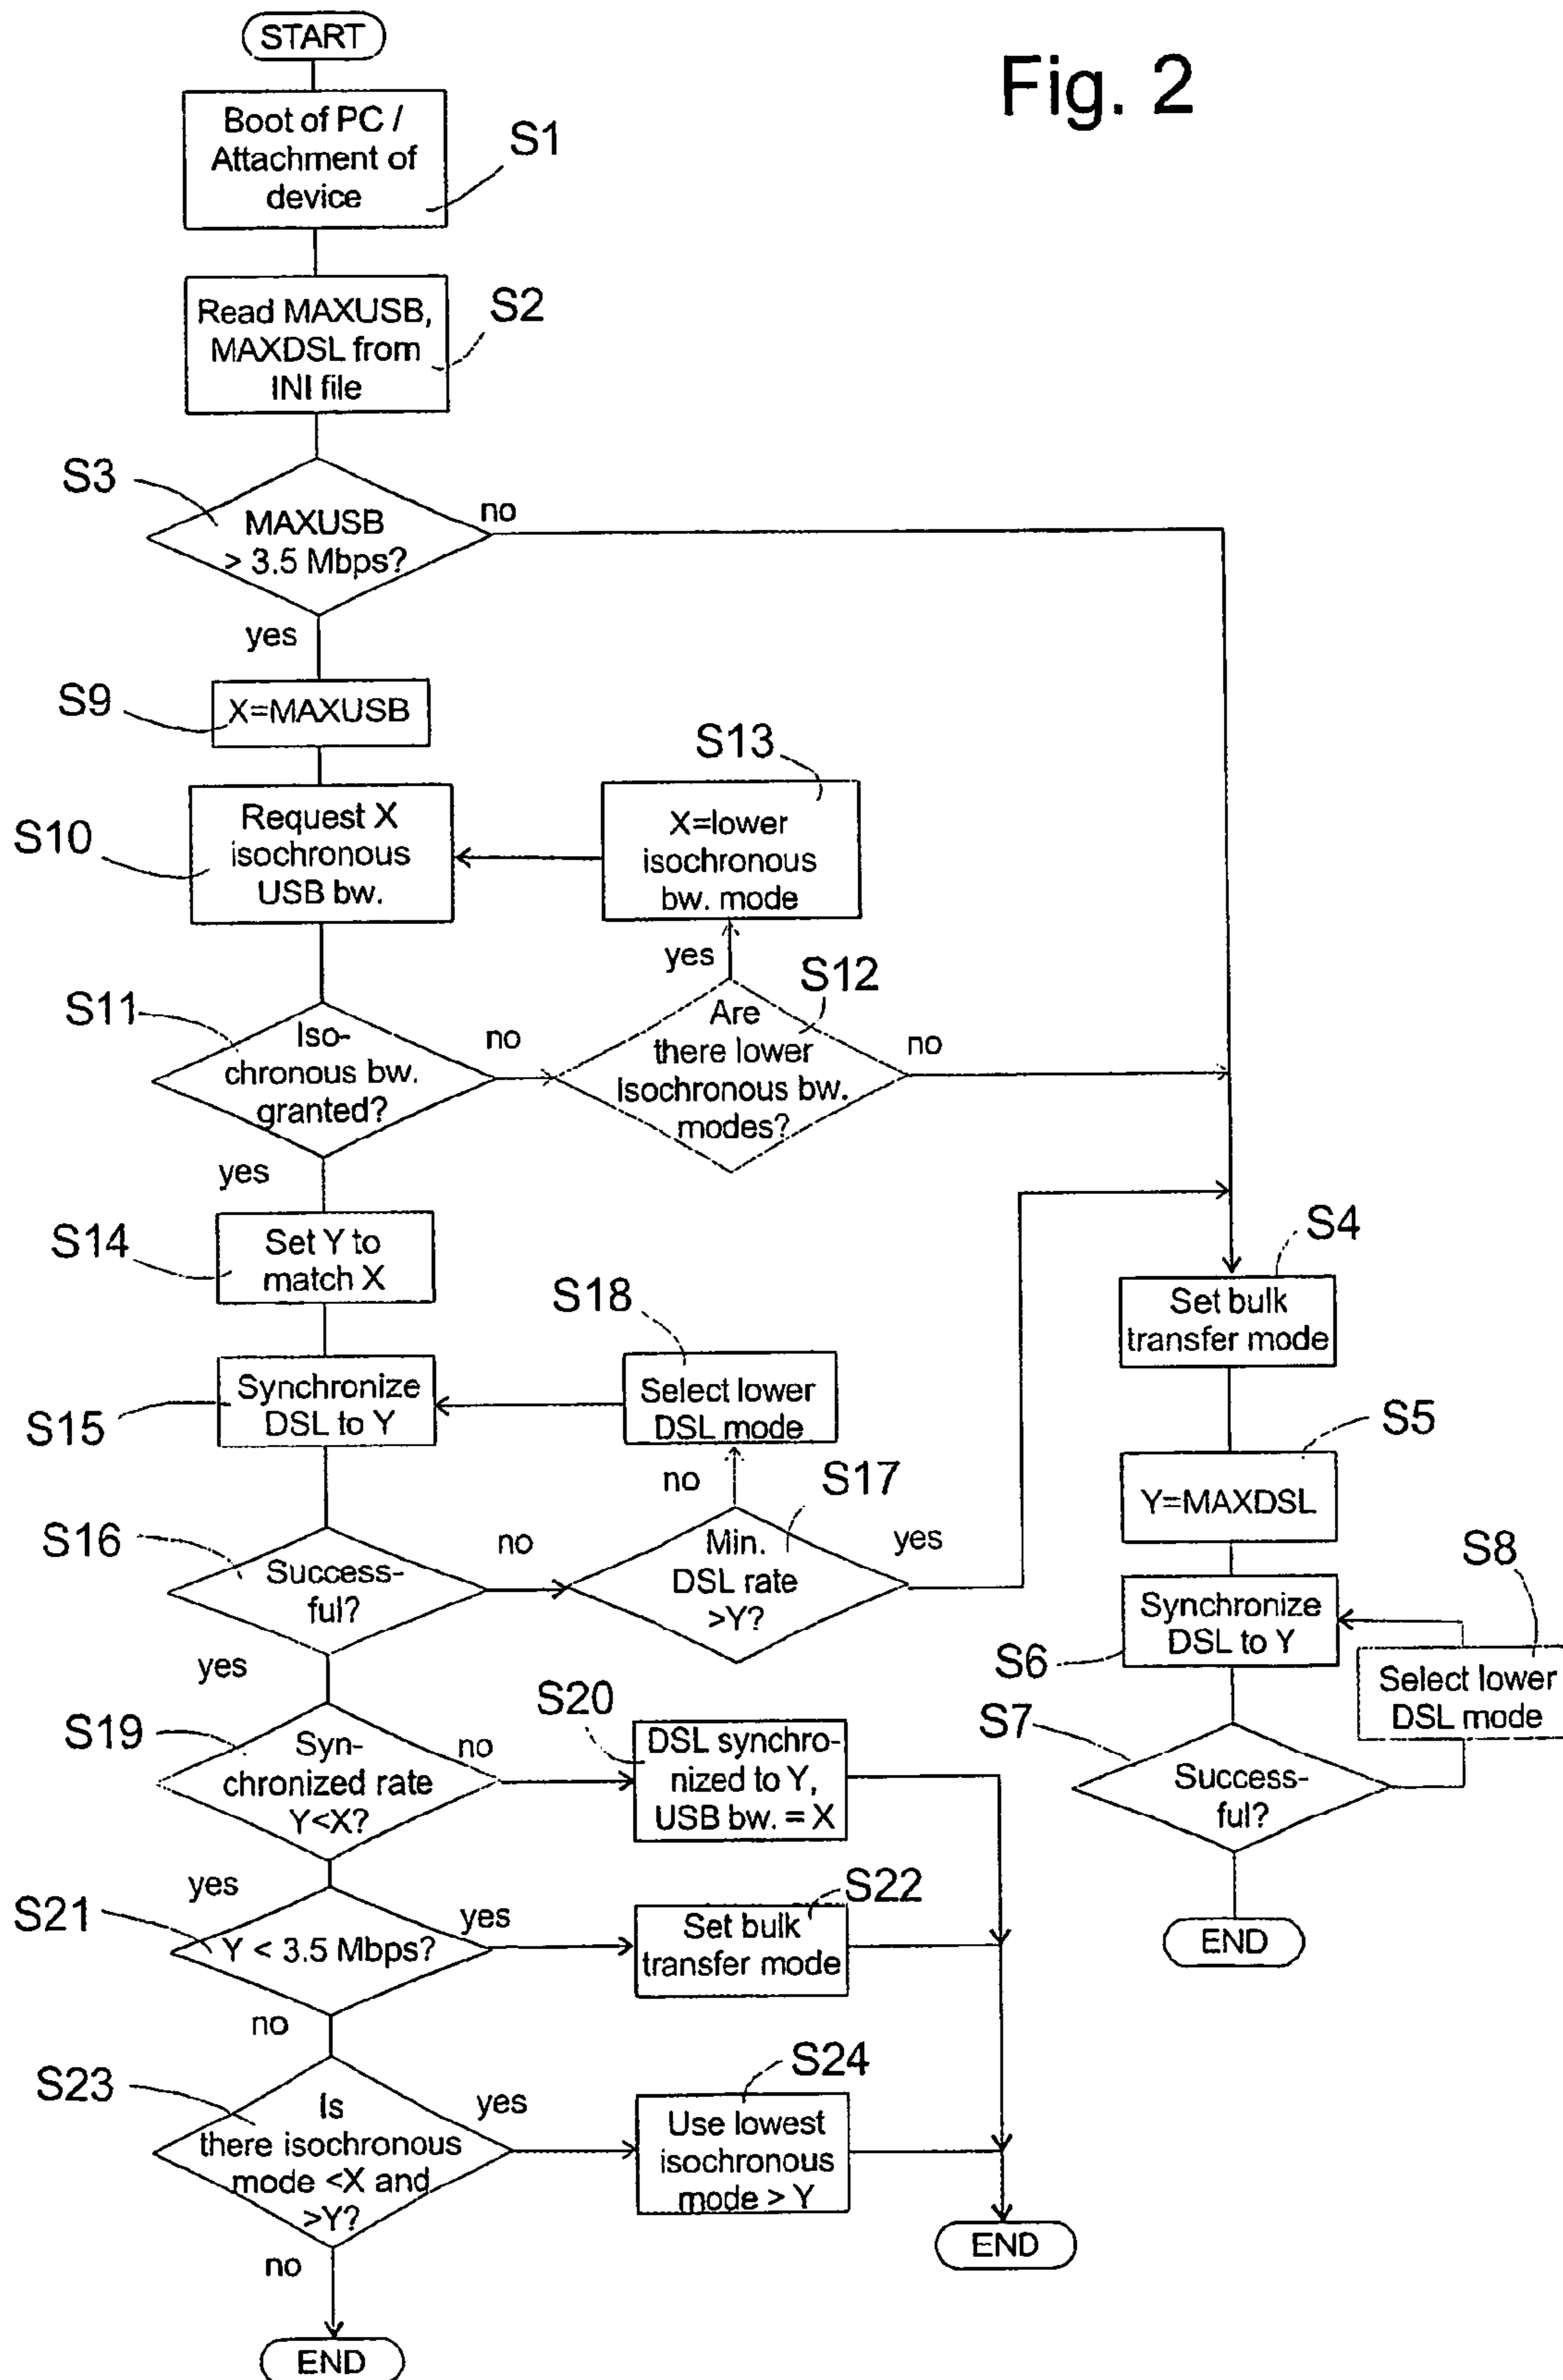 START
Fig. 2
Boot of PC /
Attachment of
device
S1
Read MAXUSB,
MAXDSL from
INI file
S2
S3
MAXUSB
> 3.5 Mbps?
no
yes
S9
X=MAXUSB
S13
S10
Request X
isochronous
USB bw.
X=lower
isochronous
bw. mode
yes
S12
S11
Iso-
chronous bw.
granted?
no
Are
there lower
Isochronous bw.
modes?
no
yes
S14
Set Y to
match X
S4
Set bulk
transfer mode
S18
S15
Synchronize
DSL to Y
Select lower
DSL mode
S5
Y=MAXDSL
no
S17
S16
Success-
ful?
no
Min.
DSL rate
>Y?
yes
S8
Synchronize
DSL to Y
S6
Select lower
DSL mode
yes
S20
S7
Success-
ful?
S19
Syn-
chronized rate
Y<X?
no
DSL synchro-
nized to Y,
USB bw. = X
yes
S22
S21
Y < 3.5 Mbps?
yes
Set bulk
transfer mode
END
no
S24
S23
Is
there isochronous
mode <X and
>Y?
yes
Use lowest
isochronous
mode > Y
END
no
END